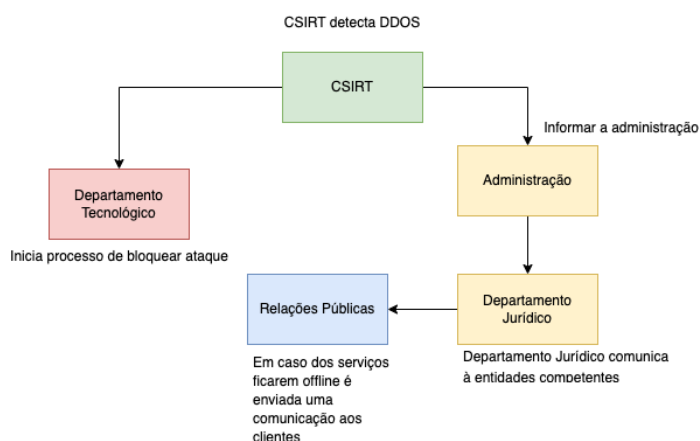 CSIRT detecta DDOS
CSIRT
Informar a administração
Administração
Departamento
Tecnológico
Inicia processo de bloquear ataque
Relações Públicas
Departamento
Jurídico
Departamento Jurídico comunica
à entidades competentes
Em caso dos serviços
ficarem offline é
enviada uma
comunicação aos
clientes